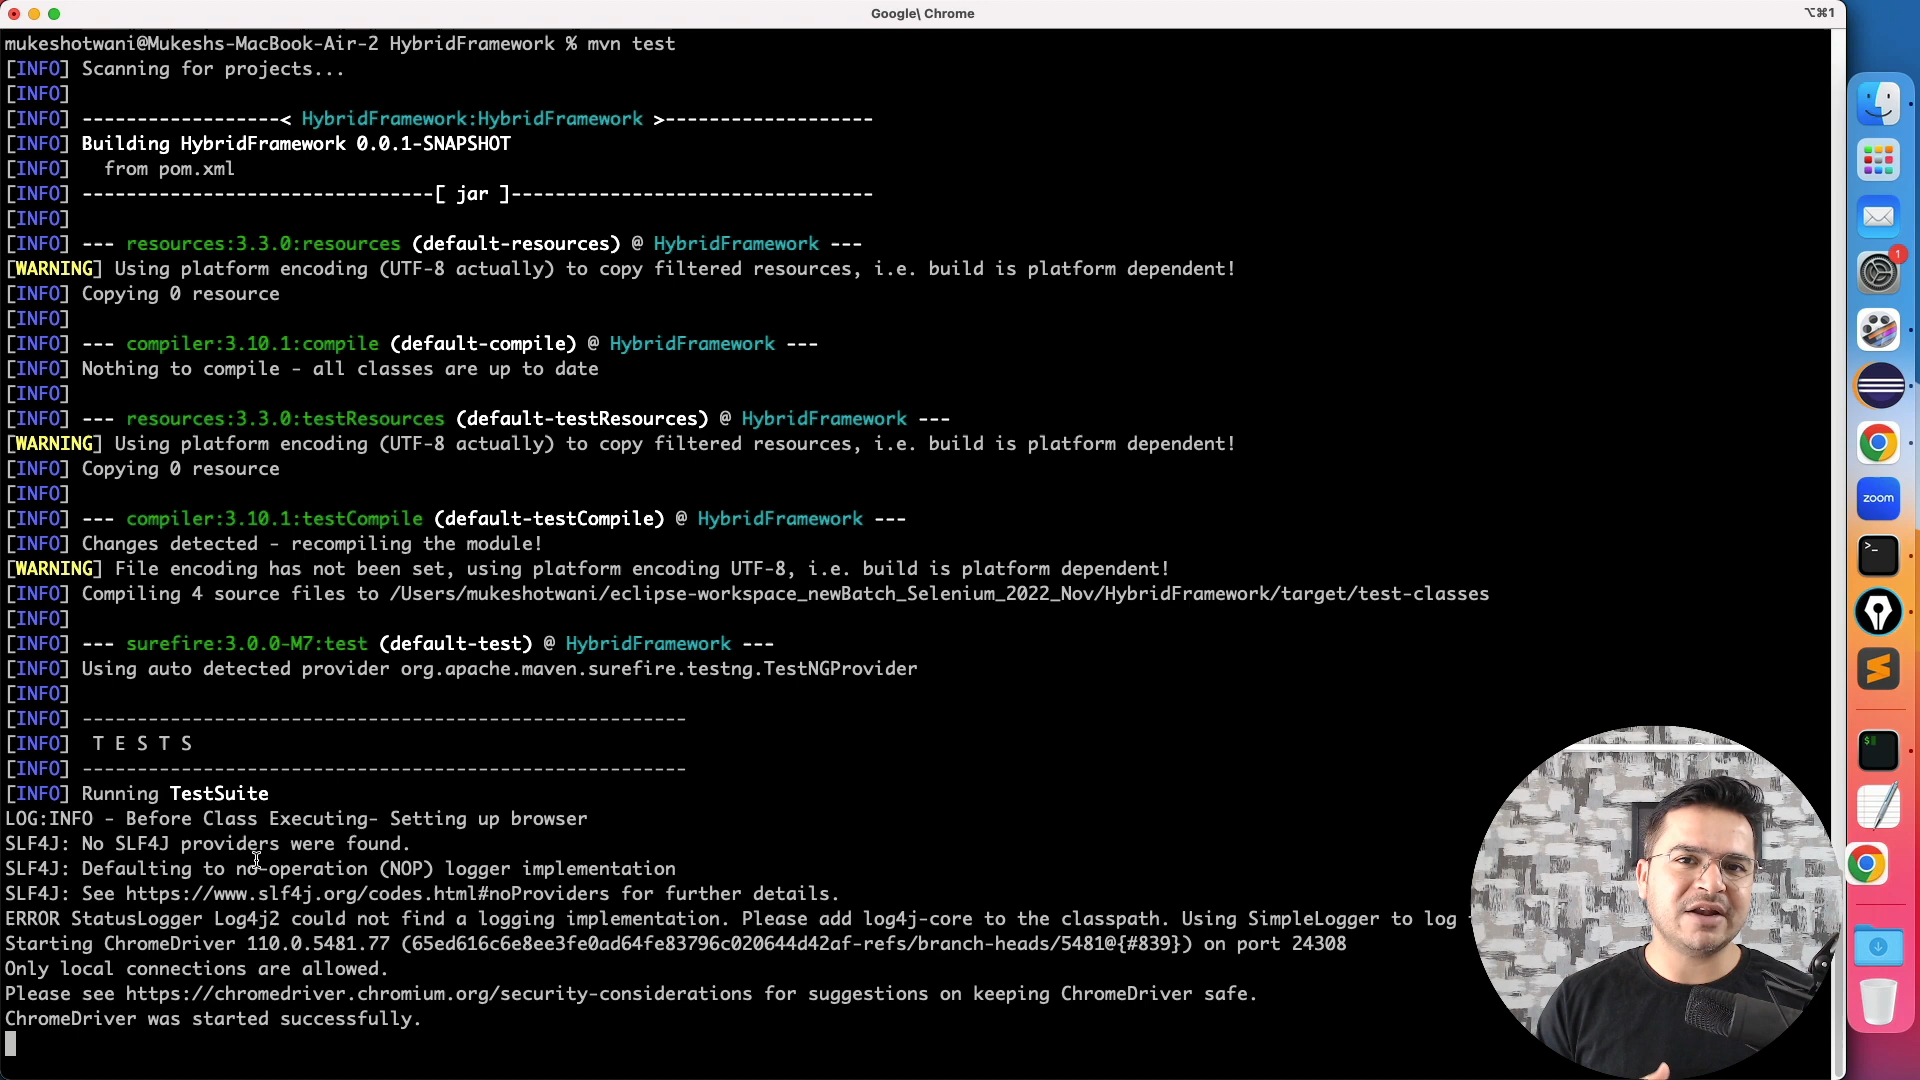 Google\ Chrome
⌥⌘1
mukeshotwani@Mukeshs-MacBook-Air-2 HybridFramework % mvn test
[INFO] Scanning for projects...
[INFO]
[INFO] ------------------< HybridFramework:HybridFramework >-------------------
[INFO] Building HybridFramework 0.0.1-SNAPSHOT
[INFO]   from pom.xml
[INFO] --------------------------------[ jar ]---------------------------------
[INFO]
[INFO] --- resources:3.3.0:resources (default-resources) @ HybridFramework ---
[WARNING] Using platform encoding (UTF-8 actually) to copy filtered resources, i.e. build is platform dependent!
[INFO] Copying 0 resource
[INFO]
[INFO] --- compiler:3.10.1:compile (default-compile) @ HybridFramework ---
[INFO] Nothing to compile - all classes are up to date
[INFO]
[INFO] --- resources:3.3.0:testResources (default-testResources) @ HybridFramework ---
[WARNING] Using platform encoding (UTF-8 actually) to copy filtered resources, i.e. build is platform dependent!
[INFO] Copying 0 resource
[INFO]
[INFO] --- compiler:3.10.1:testCompile (default-testCompile) @ HybridFramework ---
[INFO] Changes detected - recompiling the module!
[WARNING] File encoding has not been set, using platform encoding UTF-8, i.e. build is platform dependent!
[INFO] Compiling 4 source files to /Users/mukeshotwani/eclipse-workspace_newBatch_Selenium_2022_Nov/HybridFramework/target/test-classes
[INFO]
[INFO] --- surefire:3.0.0-M7:test (default-test) @ HybridFramework ---
[INFO] Using auto detected provider org.apache.maven.surefire.testng.TestNGProvider
[INFO]
[INFO] -------------------------------------------------------
[INFO]  T E S T S
[INFO] -------------------------------------------------------
[INFO] Running TestSuite
LOG:INFO - Before Class Executing- Setting up browser
SLF4J: No SLF4J providers were found.
SLF4J: Defaulting to no-operation (NOP) logger implementation
SLF4J: See https://www.slf4j.org/codes.html#noProviders for further details.
ERROR StatusLogger Log4j2 could not find a logging implementation. Please add log4j-core to the classpath. Using SimpleLogger to log
Starting ChromeDriver 110.0.5481.77 (65ed616c6e8ee3fe0ad64fe83796c020644d42af-refs/branch-heads/5481@{#839}) on port 24308
Only local connections are allowed.
Please see https://chromedriver.chromium.org/security-considerations for suggestions on keeping ChromeDriver safe.
ChromeDriver was started successfully.
1
zoom